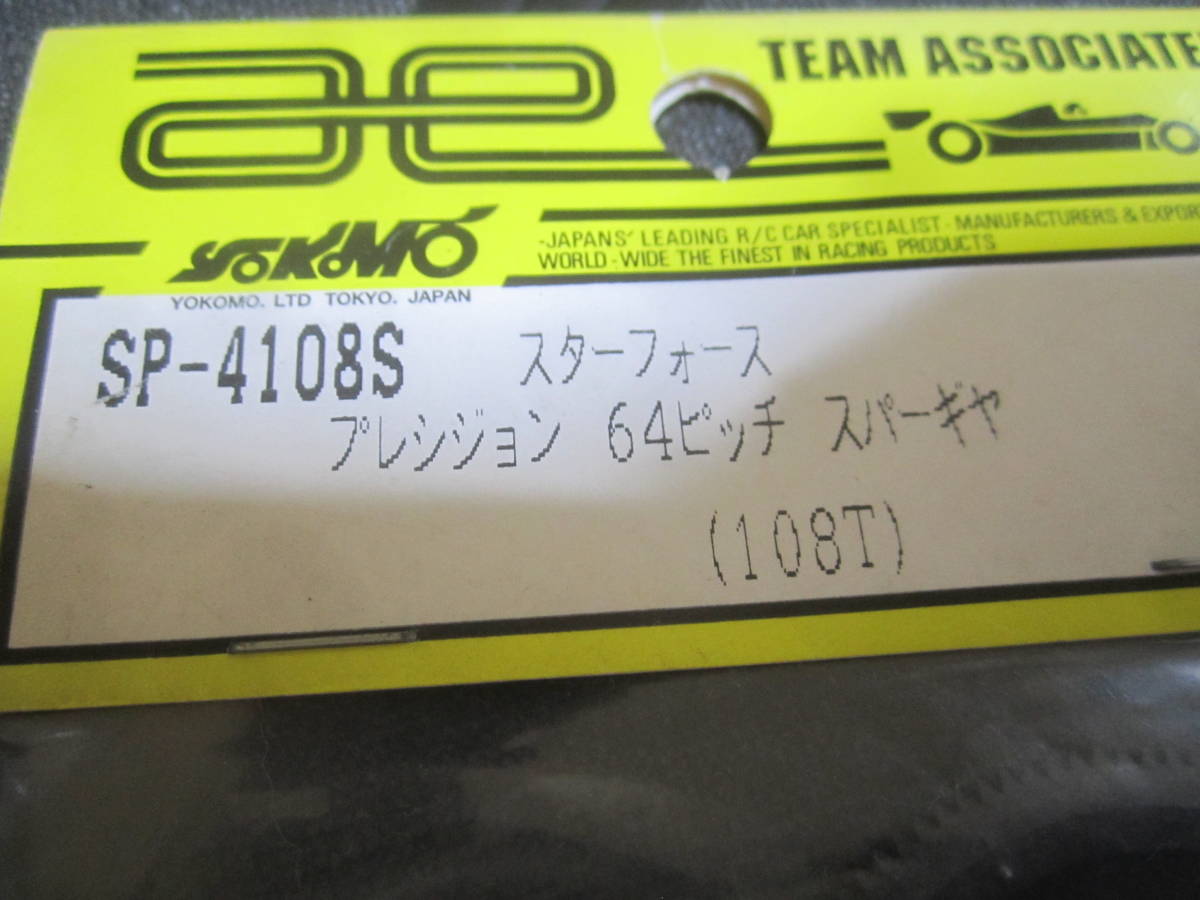 ae
TEAM ASSOCIATE
YOKOMO
-JAPANS' LEADING R/C CAR SPECIALIST - MANUFACTURERS & EXPOR
WORLD - WIDE THE FINEST IN RACING PRODUCTS
YOKOMO. LTD TOKYO. JAPAN
SP-4108S スターフォース
プレシジョン 64ピッチ スパーギヤ
(108T)